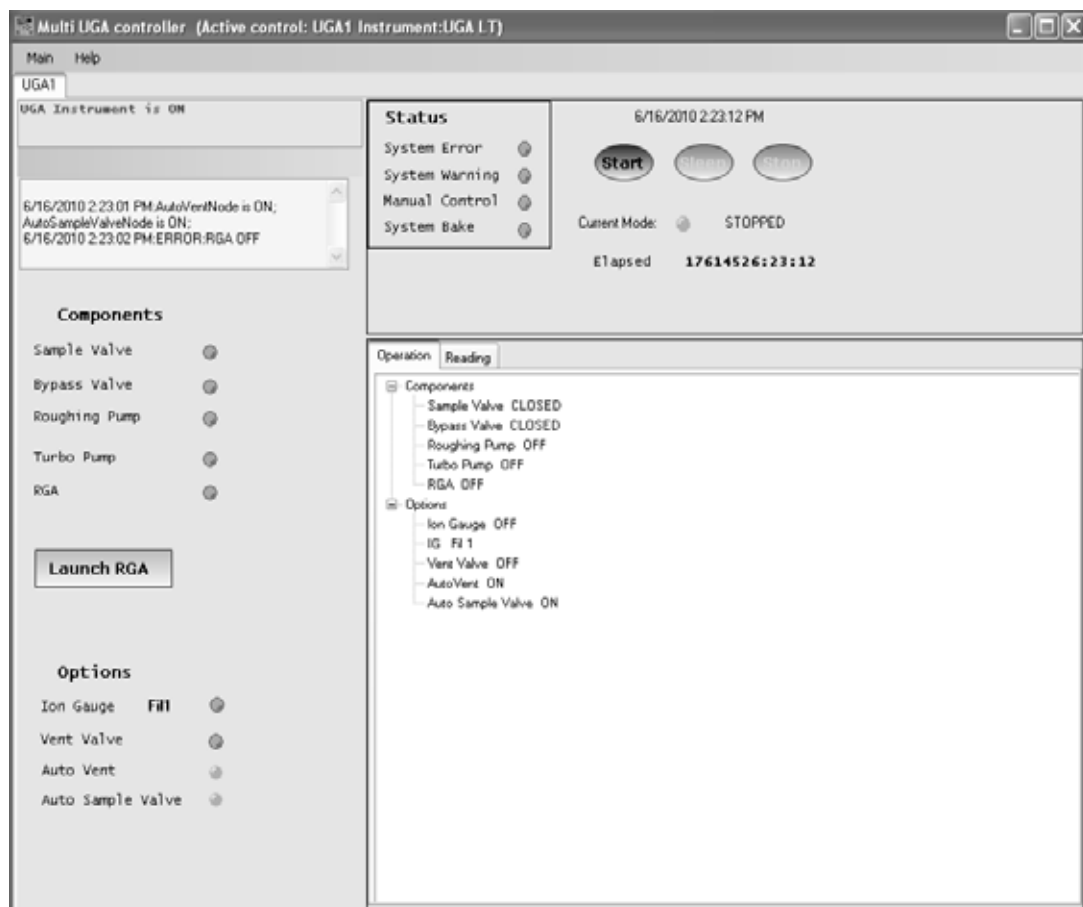 Multi UGA controller (Active control: UGA1 Instrument:UGA LT)
Main Help
UGA1
UGA Instrument is ON
6/16/2010 2:23:01 PM:AutoVentNode is ON;
AutoSampleValveNode is ON;
6/16/2010 2:23:02 PM:ERROR:RGA OFF
Components
Sample Valve
Bypass Valve
Roughing Pump
Turbo Pump
RGA
Launch RGA
Options
Ion Gauge Fil1
Vent Valve
Auto Vent
Auto Sample Valve
Status
System Error
System Warning
Manual Control
System Bake
6/16/2010 2:23:12 PM
Start Sleep Stop
Current Mode: STOPPED
Elapsed 17614526:23:12
Operation Reading
Components
Sample Valve CLOSED
Bypass Valve CLOSED
Roughing Pump OFF
Turbo Pump OFF
RGA OFF
Options
Ion Gauge OFF
IG Fil 1
Vent Valve OFF
AutoVent ON
Auto Sample Valve ON